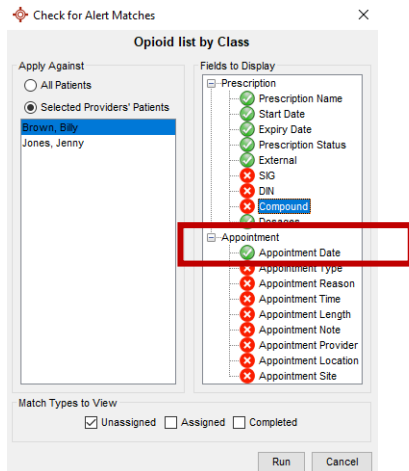 Check for Alert Matches
Opioid list by Class
Apply Against
All Patients
Selected Providers' Patients
Brown, Billy
Jones, Jenny
Fields to Display
Prescription
Prescription Name
Start Date
Expiry Date
Prescription Status
External
SIG
DIN
Compound
Dosages
Appointment
Appointment Date
Appointment Type
Appointment Reason
Appointment Time
Appointment Length
Appointment Note
Appointment Provider
Appointment Location
Appointment Site
Match Types to View
Unassigned Assigned Completed
Run Cancel